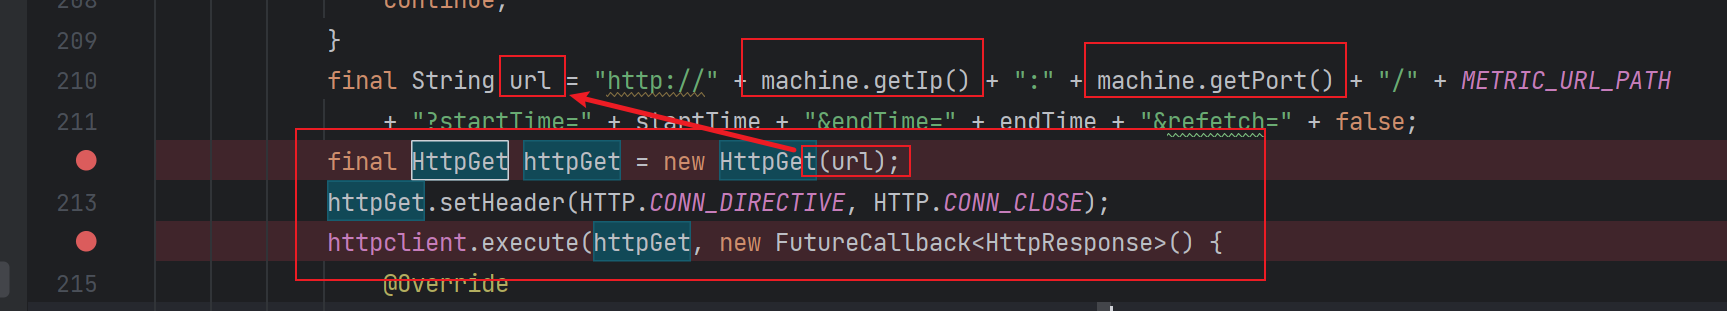 208 continue;
209 }
210 final String url = "http://" + machine.getIp() + ":" + machine.getPort() + "/" + METRIC_URL_PATH
211 + "?startTime=" + startTime + "&endTime=" + endTime + "&refetch=" + false;
final HttpGet httpGet = new HttpGet(url);
213 httpGet.setHeader(HTTP.CONN_DIRECTIVE, HTTP.CONN_CLOSE);
httpclient.execute(httpGet, new FutureCallback<HttpResponse>() {
215 @Override